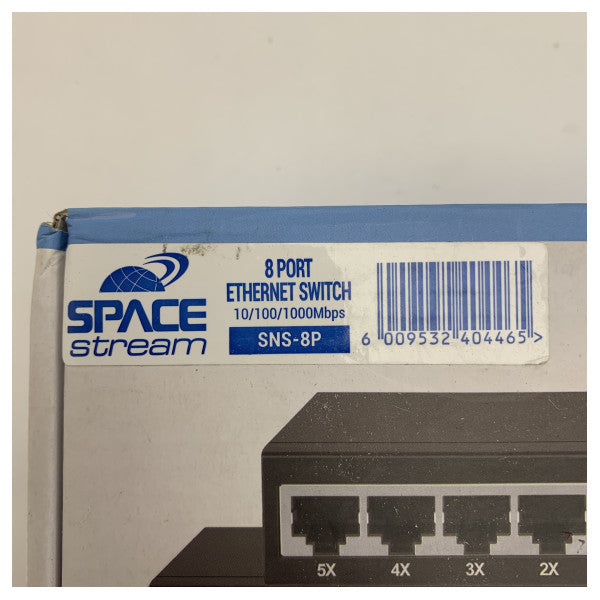 SPACE
stream
8 PORT
ETHERNET SWITCH
10/100/1000Mbps
SNS-8P
6 009532 404465>
5X 4X 3X 2X